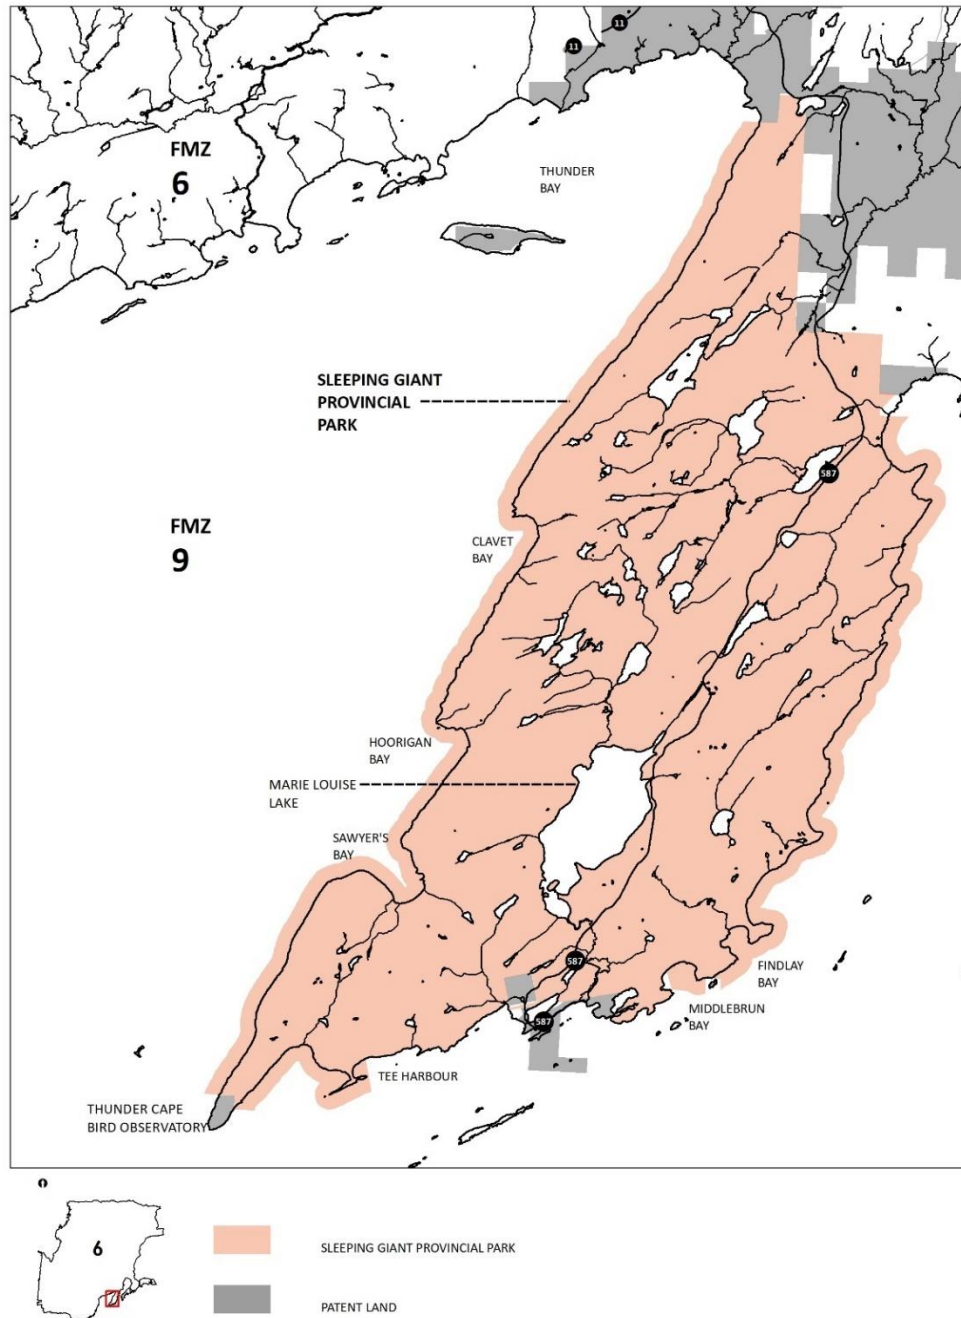 11
11
FMZ
6
THUNDER
BAY
SLEEPING GIANT
PROVINCIAL
PARK
587
FMZ
9
CLAVET
BAY
HOORIGAN
BAY
MARIE LOUISE
LAKE
SAWYER'S
BAY
587
FINDLAY
BAY
MIDDLEBRUN
BAY
587
TEE HARBOUR
THUNDER CAPE
BIRD OBSERVATORY
6
SLEEPING GIANT PROVINCIAL PARK
PATENT LAND